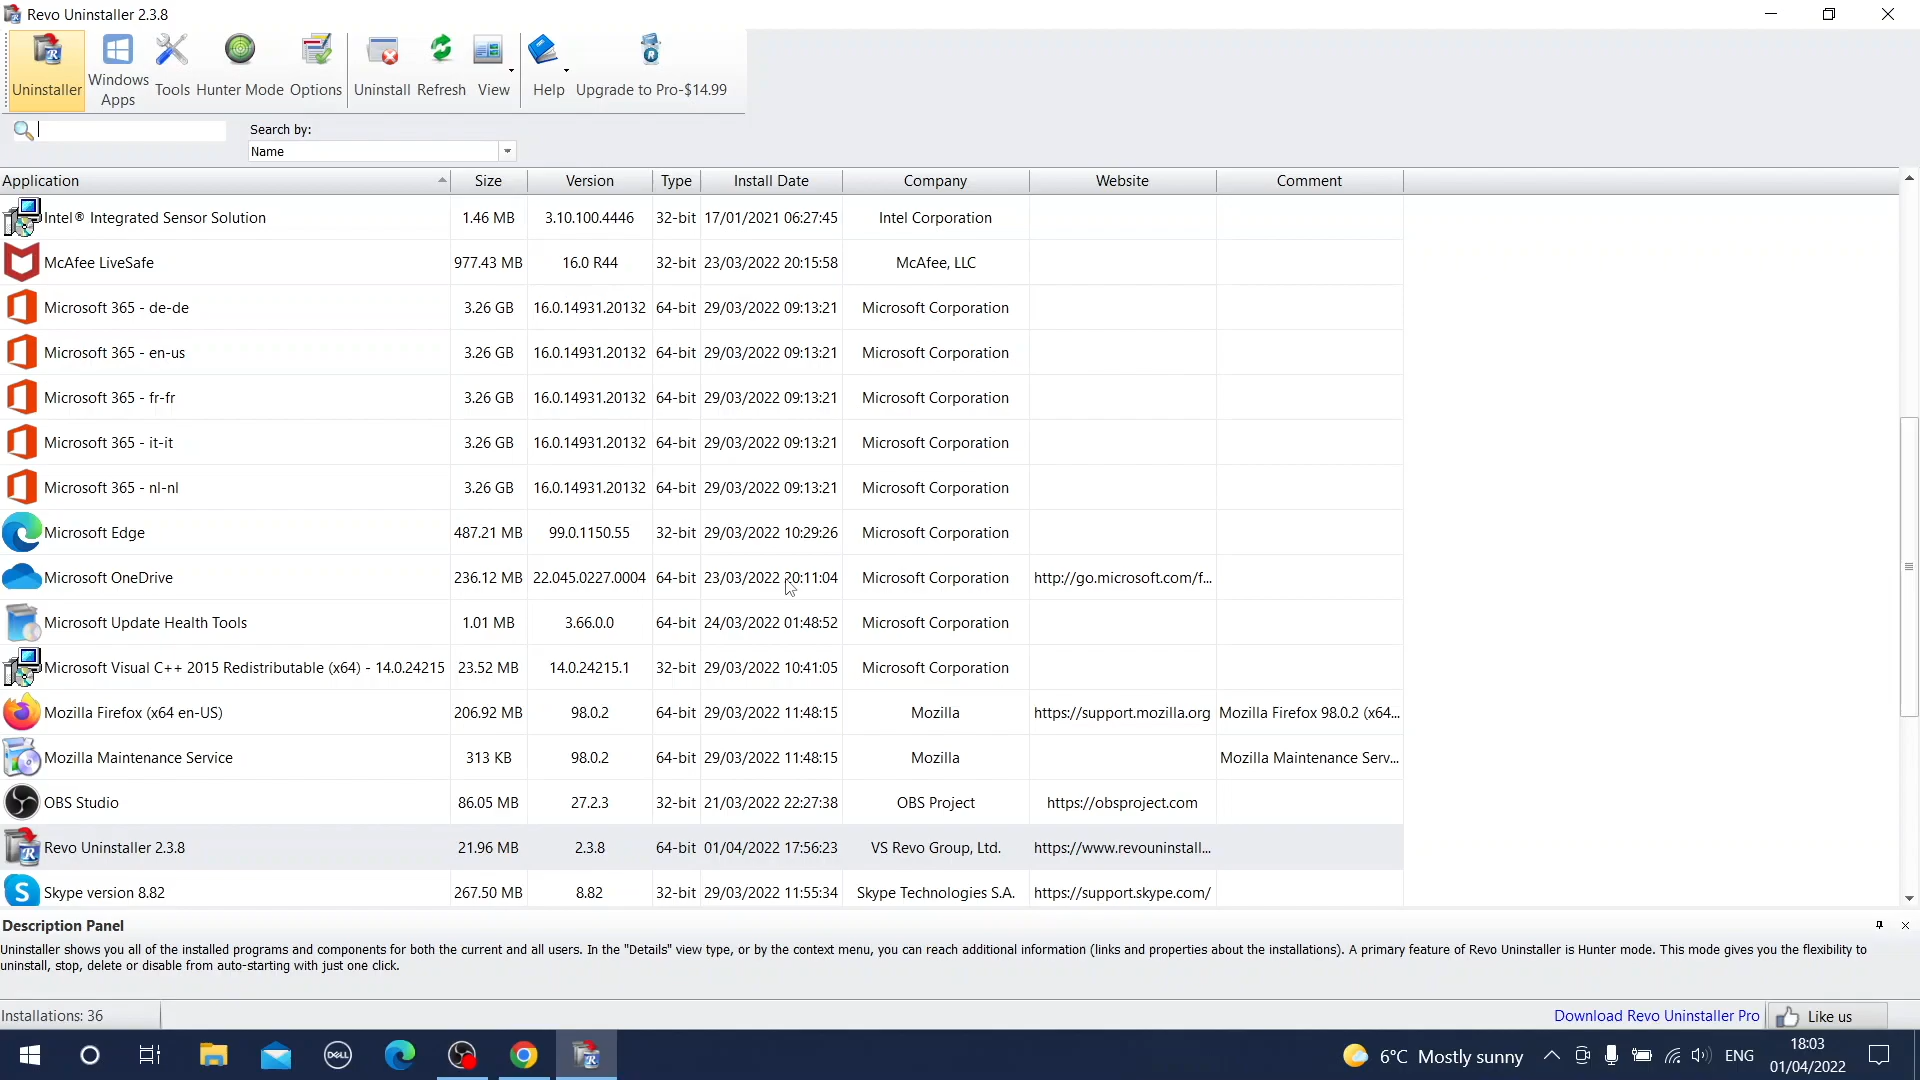 Revo Uninstaller 2.3.8
Uninstaller
Windows Apps
Tools
Hunter Mode
Options
Uninstall
Refresh
View
Help
Upgrade to Pro-$14.99
Search by:
Name
Application Size Version Type Install Date Company Website Comment
Intel® Integrated Sensor Solution 1.46 MB 3.10.100.4446 32-bit 17/01/2021 06:27:45 Intel Corporation
McAfee LiveSafe 977.43 MB 16.0 R44 32-bit 23/03/2022 20:15:58 McAfee, LLC
Microsoft 365 - de-de 3.26 GB 16.0.14931.20132 64-bit 29/03/2022 09:13:21 Microsoft Corporation
Microsoft 365 - en-us 3.26 GB 16.0.14931.20132 64-bit 29/03/2022 09:13:21 Microsoft Corporation
Microsoft 365 - fr-fr 3.26 GB 16.0.14931.20132 64-bit 29/03/2022 09:13:21 Microsoft Corporation
Microsoft 365 - it-it 3.26 GB 16.0.14931.20132 64-bit 29/03/2022 09:13:21 Microsoft Corporation
Microsoft 365 - nl-nl 3.26 GB 16.0.14931.20132 64-bit 29/03/2022 09:13:21 Microsoft Corporation
Microsoft Edge 487.21 MB 99.0.1150.55 32-bit 29/03/2022 10:29:26 Microsoft Corporation
Microsoft OneDrive 236.12 MB 22.045.0227.0004 64-bit 23/03/2022 20:11:04 Microsoft Corporation http://go.microsoft.com/f...
Microsoft Update Health Tools 1.01 MB 3.66.0.0 64-bit 24/03/2022 01:48:52 Microsoft Corporation
Microsoft Visual C++ 2015 Redistributable (x64) - 14.0.24215 23.52 MB 14.0.24215.1 32-bit 29/03/2022 10:41:05 Microsoft Corporation
Mozilla Firefox (x64 en-US) 206.92 MB 98.0.2 64-bit 29/03/2022 11:48:15 Mozilla https://support.mozilla.org Mozilla Firefox 98.0.2 (x64...
Mozilla Maintenance Service 313 KB 98.0.2 64-bit 29/03/2022 11:48:15 Mozilla Mozilla Maintenance Serv...
OBS Studio 86.05 MB 27.2.3 32-bit 21/03/2022 22:27:38 OBS Project https://obsproject.com
Revo Uninstaller 2.3.8 21.96 MB 2.3.8 64-bit 01/04/2022 17:56:23 VS Revo Group, Ltd. https://www.revouninstall...
Skype version 8.82 267.50 MB 8.82 32-bit 29/03/2022 11:55:34 Skype Technologies S.A. https://support.skype.com/
Description Panel
Uninstaller shows you all of the installed programs and components for both the current and all users. In the "Details" view type, or by the context menu, you can reach additional information (links and properties about the installations). A primary feature of Revo Uninstaller is Hunter mode. This mode gives you the flexibility to
uninstall, stop, delete or disable from auto-starting with just one click.
Installations: 36
Download Revo Uninstaller Pro
Like us
DELL
6°C Mostly sunny
ENG
18:03
01/04/2022